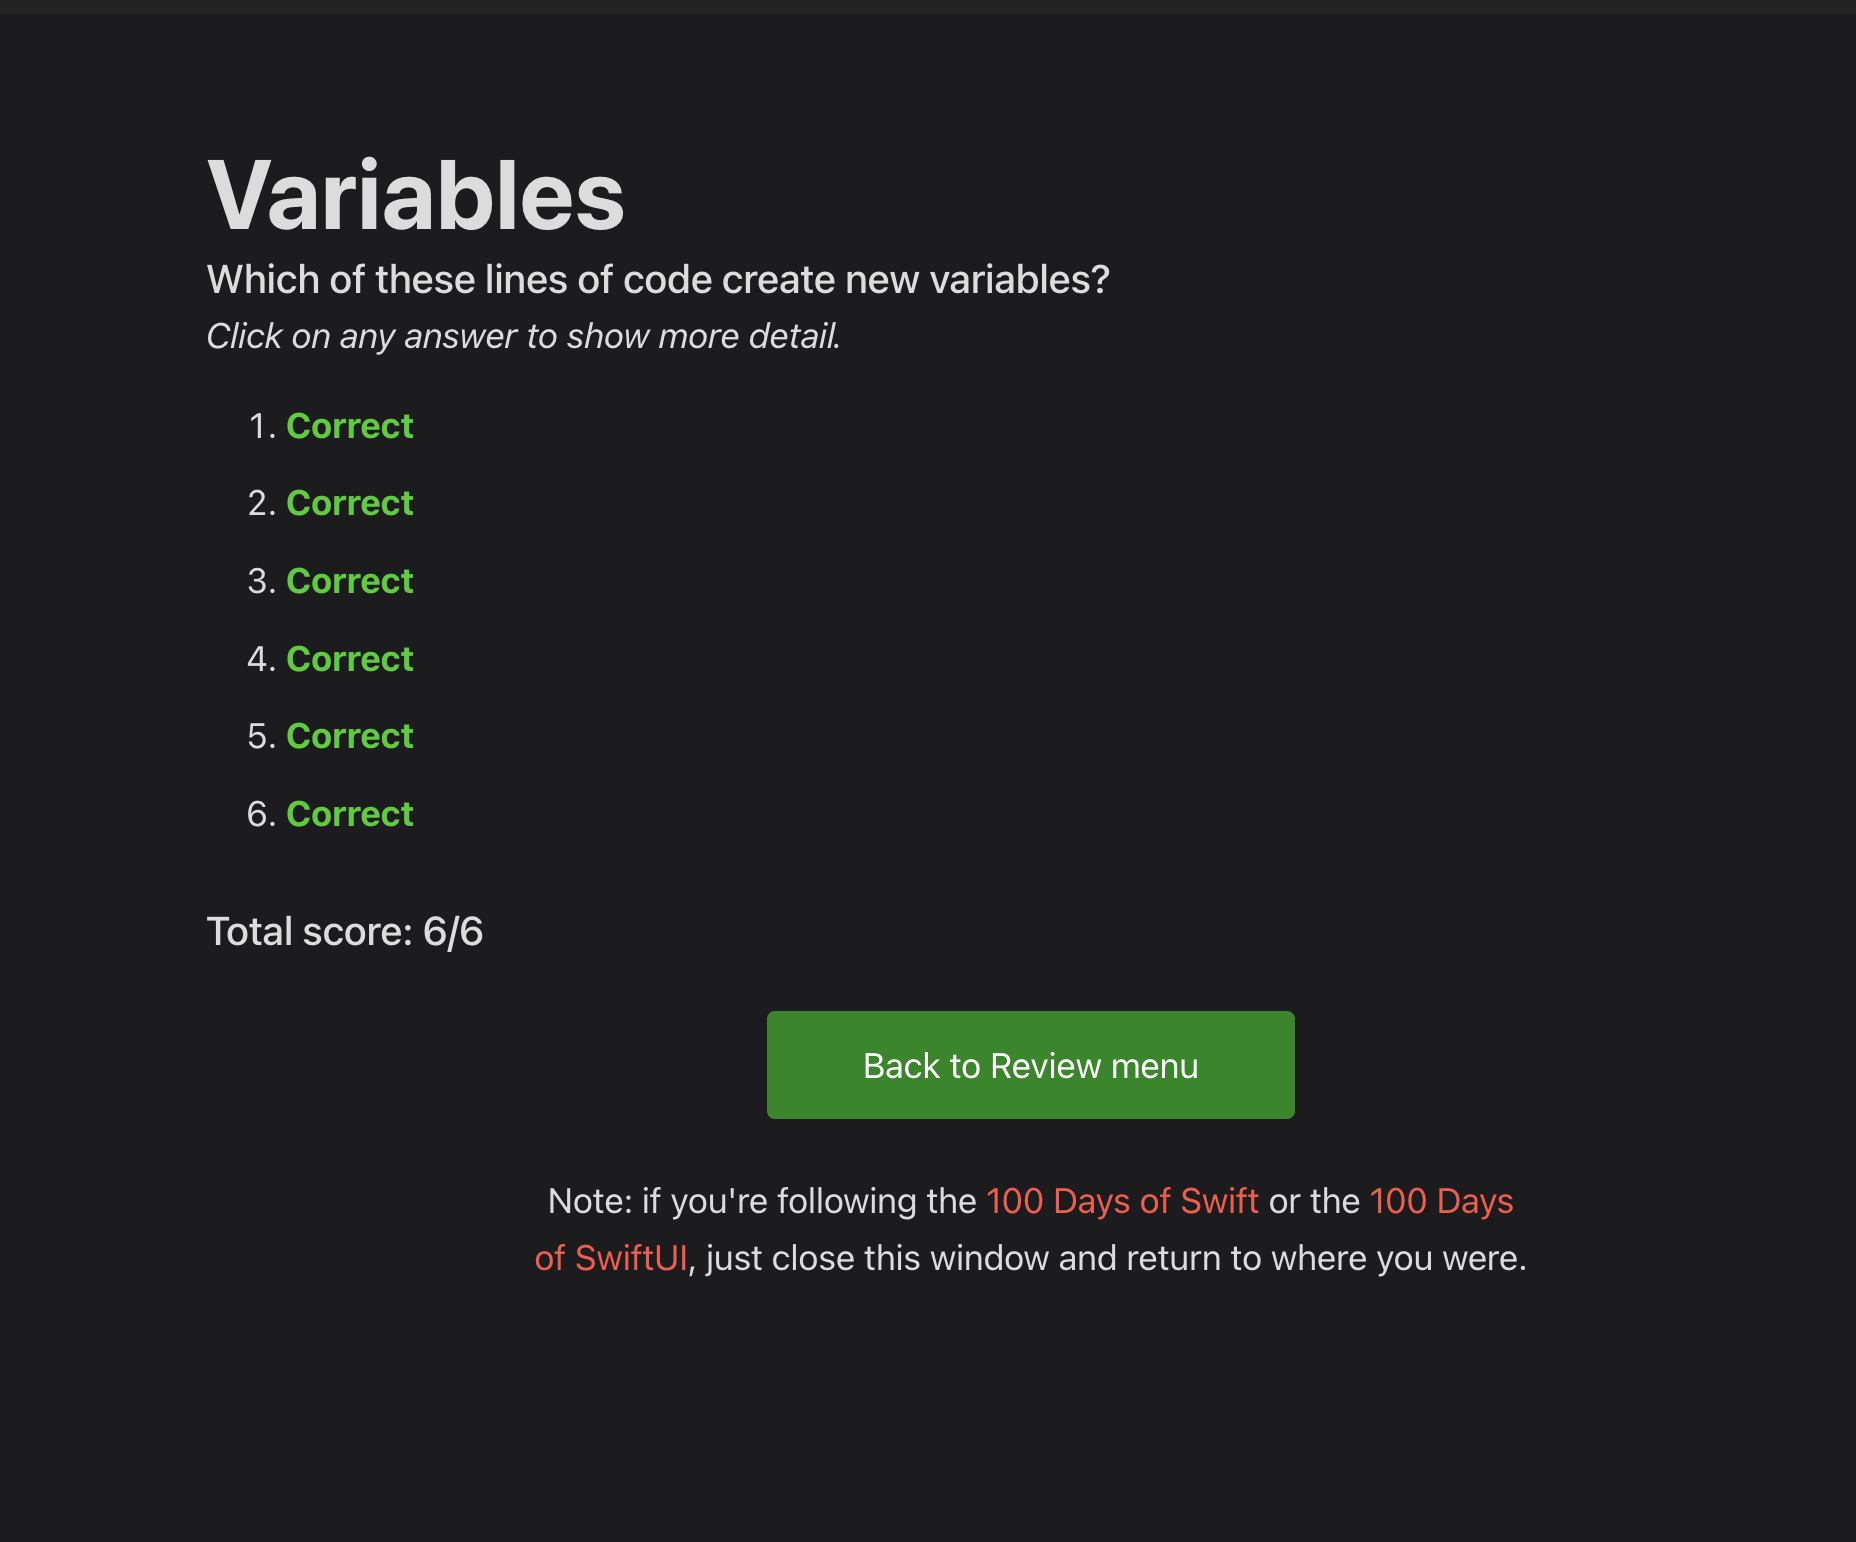 Variables
Which of these lines of code create new variables?
Click on any answer to show more detail.
1. Correct
2. Correct
3. Correct
4. Correct
5. Correct
6. Correct
Total score: 6/6
Back to Review menu
Note: if you're following the 100 Days of Swift or the 100 Days
of SwiftUI, just close this window and return to where you were.